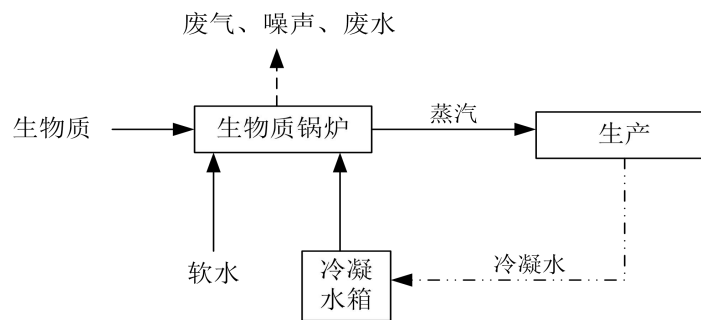 废气、噪声、废水
生物质
生物质锅炉
蒸汽
生产
软水
冷凝
水箱
冷凝水